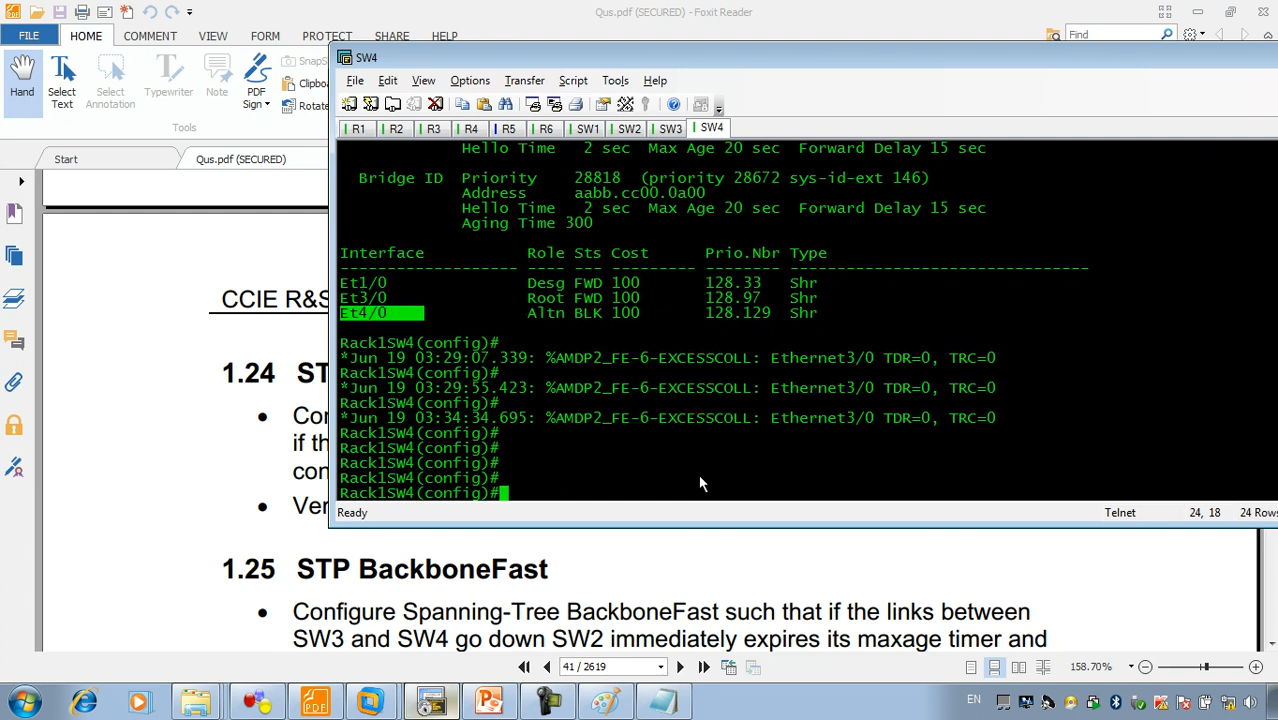 Qus.pdf (SECURED) - Foxit Reader
FILE HOME COMMENT VIEW FORM PROTECT SHARE HELP
Find
Hand
Select
Text
Select
Annotation
Typewriter
Note
PDF
Sign
SnapS
Clipboa
Rotate
Tools
Start
Qus.pdf (SECURED)
SW4
File Edit View Options Transfer Script Tools Help
R1 R2 R3 R4 R5 R6 SW1 SW2 SW3 SW4
Hello Time 2 sec Max Age 20 sec Forward Delay 15 sec
Bridge ID Priority 28818 (priority 28672 sys-id-ext 146)
Address aabb.cc00.0a00
Hello Time 2 sec Max Age 20 sec Forward Delay 15 sec
Aging Time 300
Interface Role Sts Cost Prio.Nbr Type
------------------- ---- --- --------- -------- --------------------------------
Et1/0 Desg FWD 100 128.33 Shr
Et3/0 Root FWD 100 128.97 Shr
Et4/0 Altn BLK 100 128.129 Shr
Rack1SW4(config)#
*Jun 19 03:29:07.339: %AMDP2_FE-6-EXCESSCOLL: Ethernet3/0 TDR=0, TRC=0
Rack1SW4(config)#
*Jun 19 03:29:55.423: %AMDP2_FE-6-EXCESSCOLL: Ethernet3/0 TDR=0, TRC=0
Rack1SW4(config)#
*Jun 19 03:34:34.695: %AMDP2_FE-6-EXCESSCOLL: Ethernet3/0 TDR=0, TRC=0
Rack1SW4(config)#
Rack1SW4(config)#
Rack1SW4(config)#
Rack1SW4(config)#
Rack1SW4(config)#
Ready Telnet 24, 18 24 Rows
CCIE R&S
1.24 ST
Con
if th
con
Ver
1.25 STP BackboneFast
Configure Spanning-Tree BackboneFast such that if the links between
SW3 and SW4 go down SW2 immediately expires its maxage timer and
41 / 2619
158.70%
EN